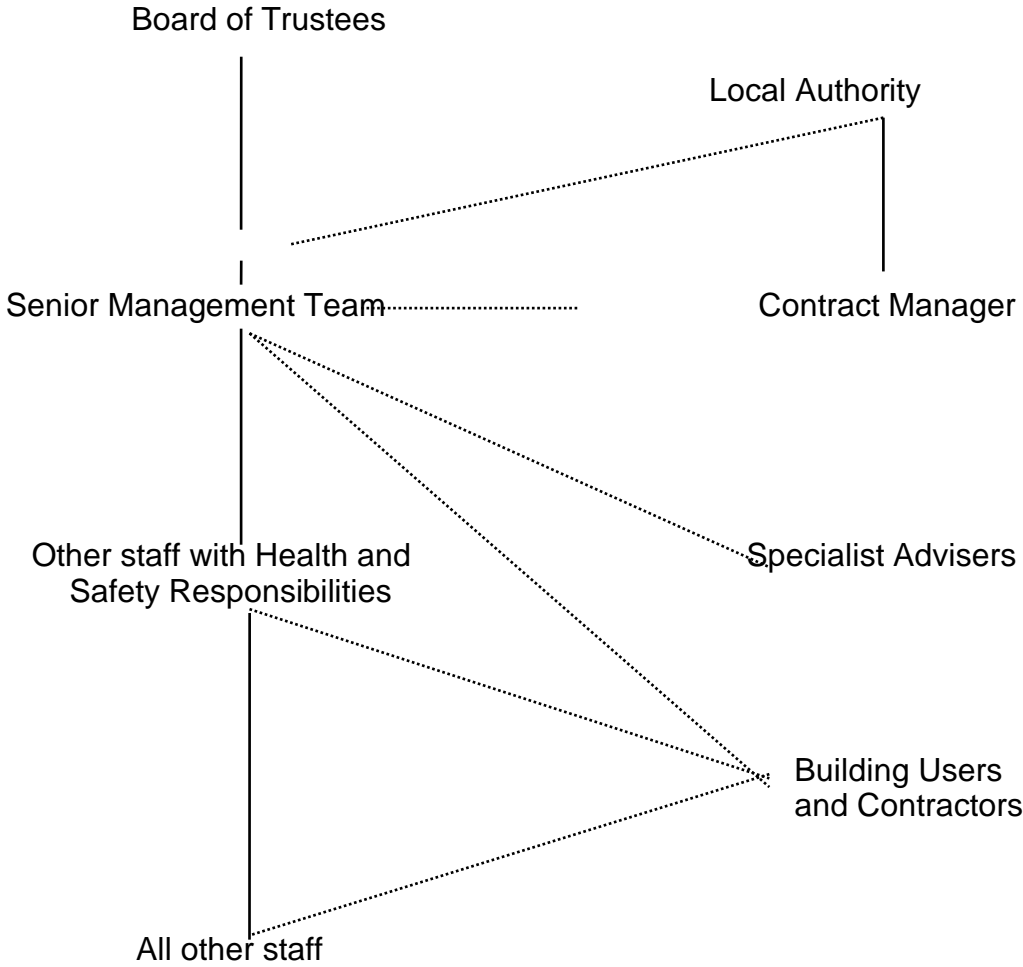 Board of Trustees
Local Authority
Senior Management Team
Contract Manager
Other staff with Health and
Safety Responsibilities
Specialist Advisers
Building Users
and Contractors
All other staff